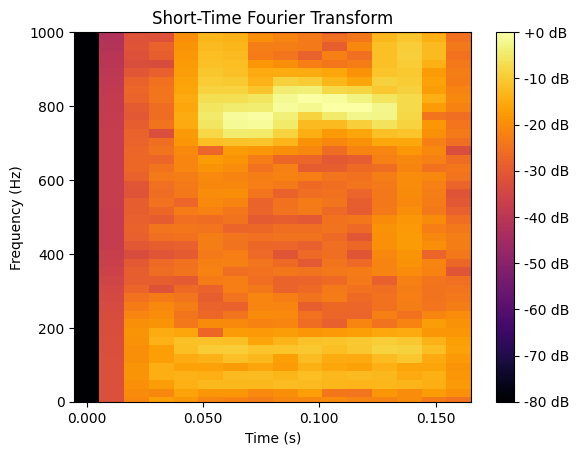 Short-Time Fourier Transform
1000
800
600
400
200
0
Frequency (Hz)
0.000
0.050
0.100
0.150
Time (s)
+0 dB
-10 dB
-20 dB
-30 dB
-40 dB
-50 dB
-60 dB
-70 dB
-80 dB